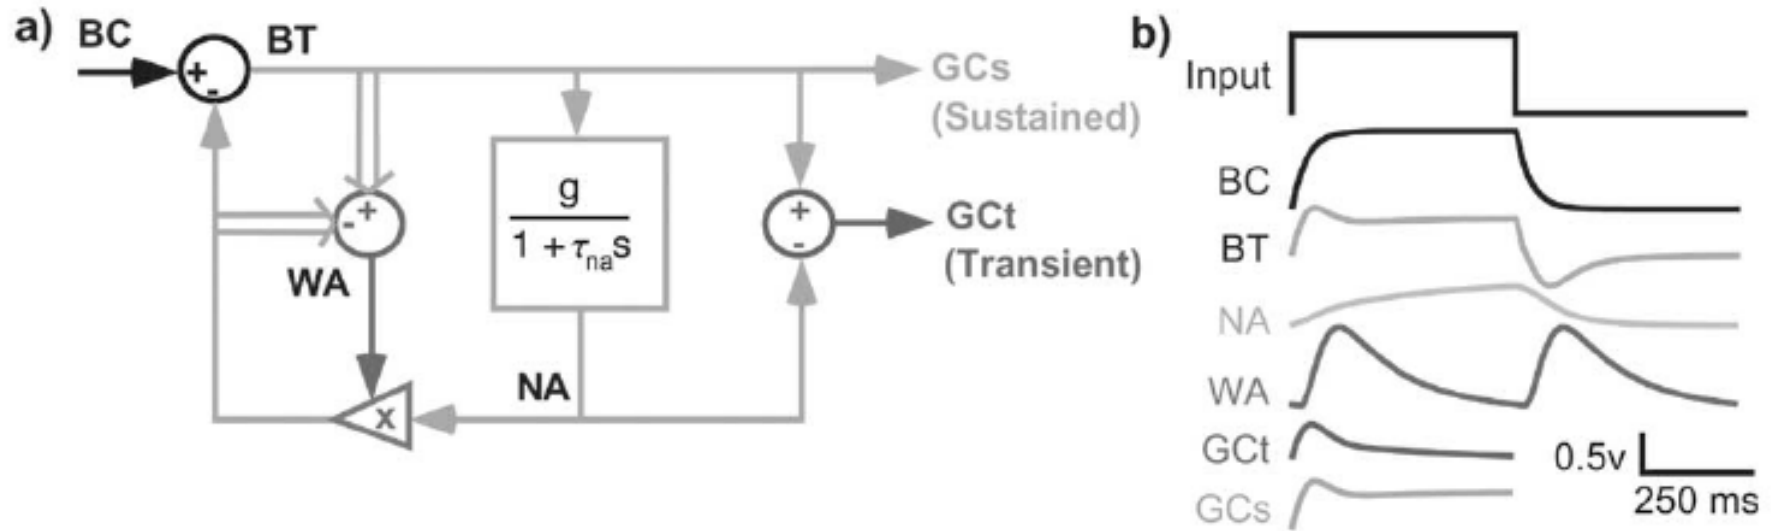 a)
BC
BT
+
-
GCs
(Sustained)
+
-
WA
g
1 + τnaS
+
-
GCt
(Transient)
NA
x
b)
Input
BC
BT
NA
WA
GCt
GCs
0.5v
250 ms